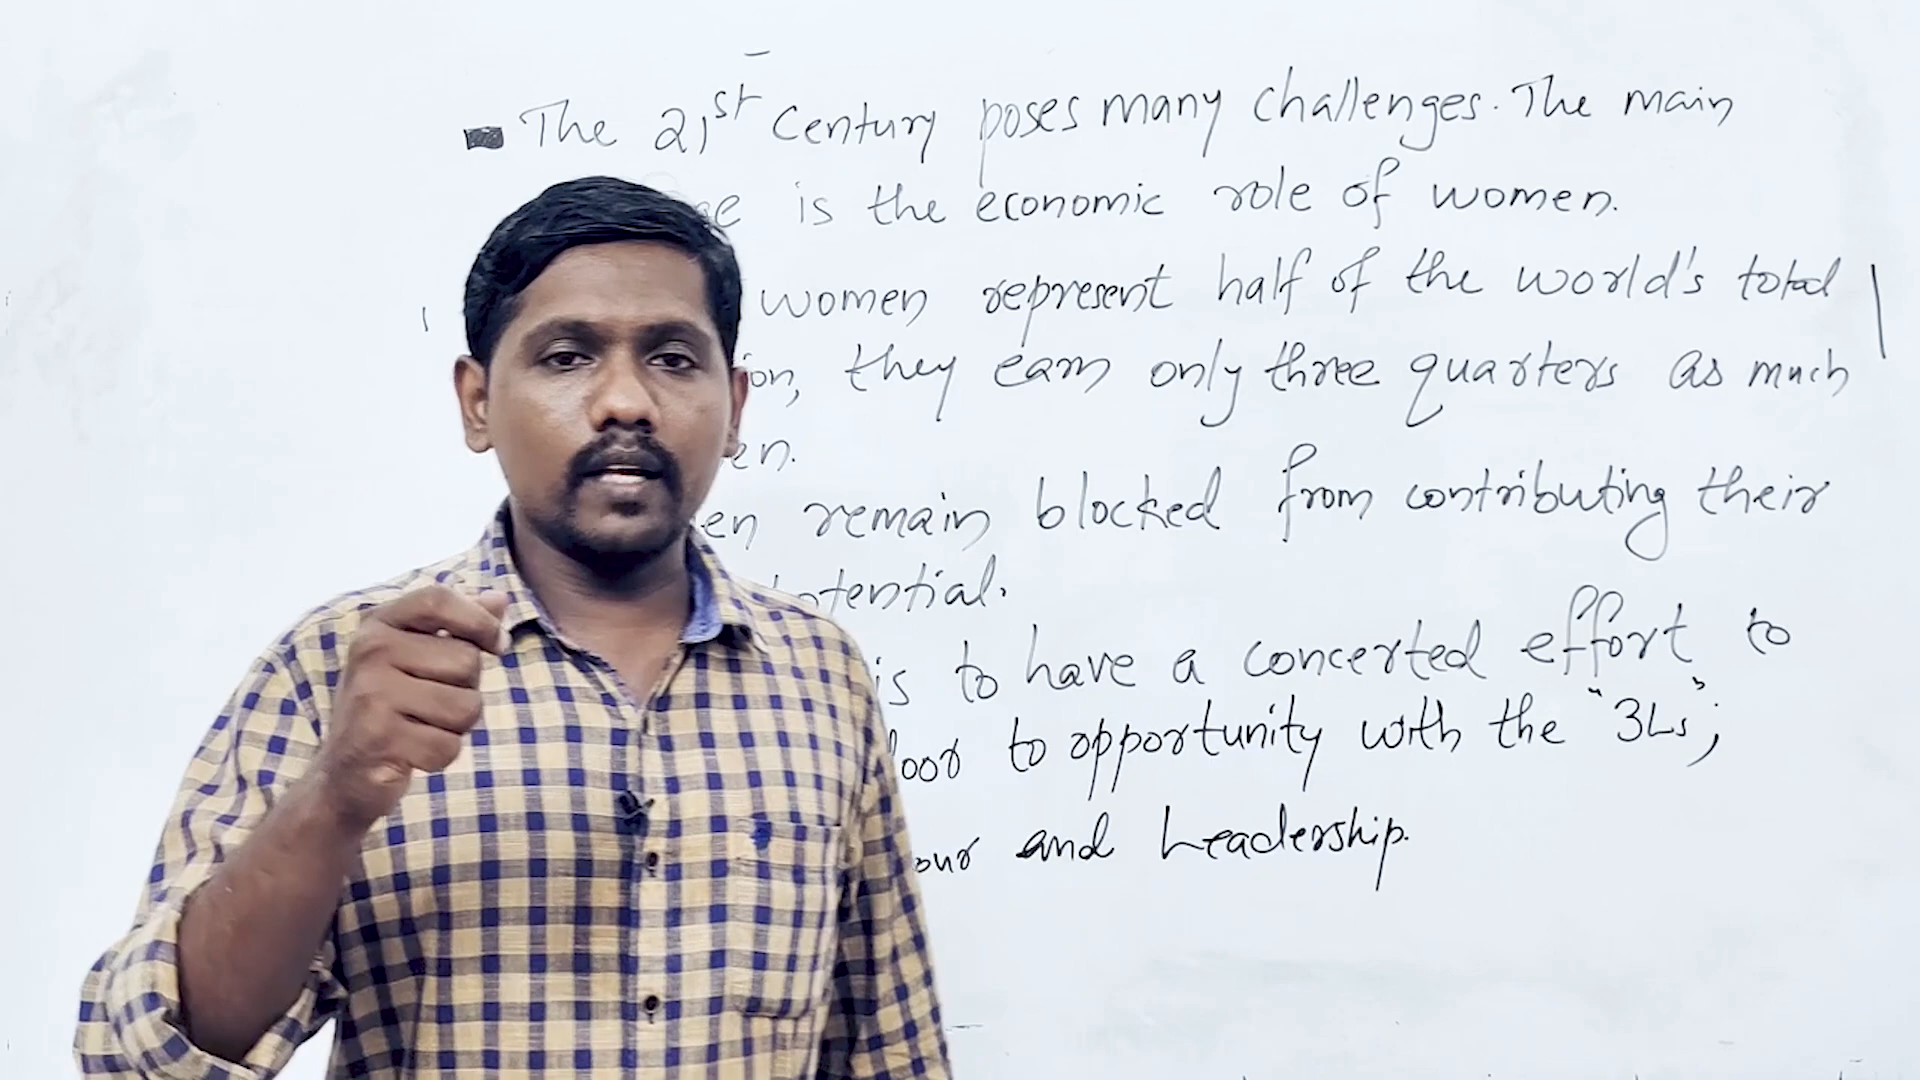 The 21st Century poses many challenges. The main
is the economic role of women.
women represent half of the world's total
they earn only three quarters as much
remain blocked from contributing their
is to have a concerted effort to
to opportunity with the "3Ls";
and Leadership.